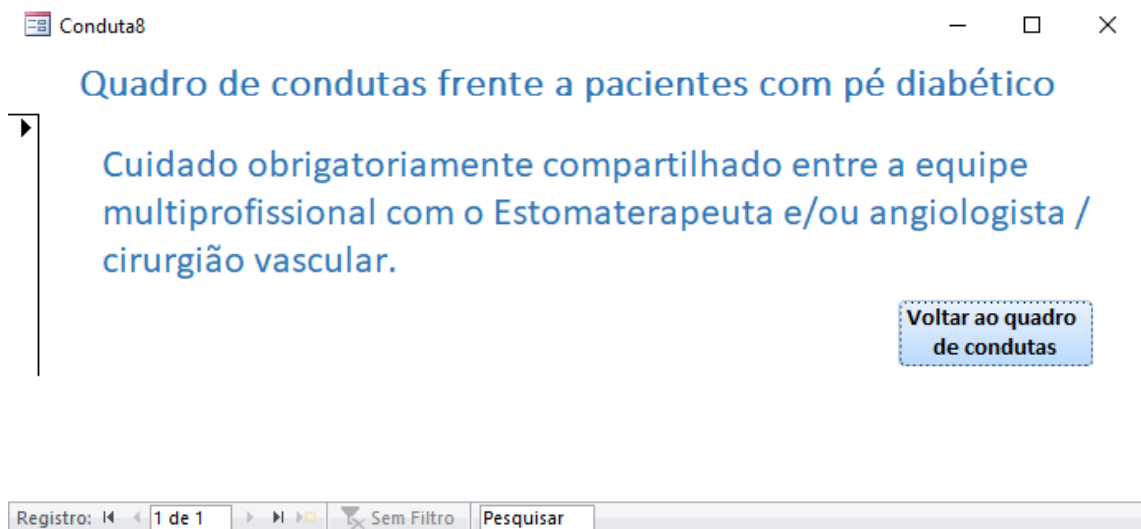 Conduta8
Quadro de condutas frente a pacientes com pé diabético
Cuidado obrigatoriamente compartilhado entre a equipe
multiprofissional com o Estomaterapeuta e/ou angiologista /
cirurgião vascular.
Voltar ao quadro
de condutas
Registro: 1 de 1 Sem Filtro Pesquisar